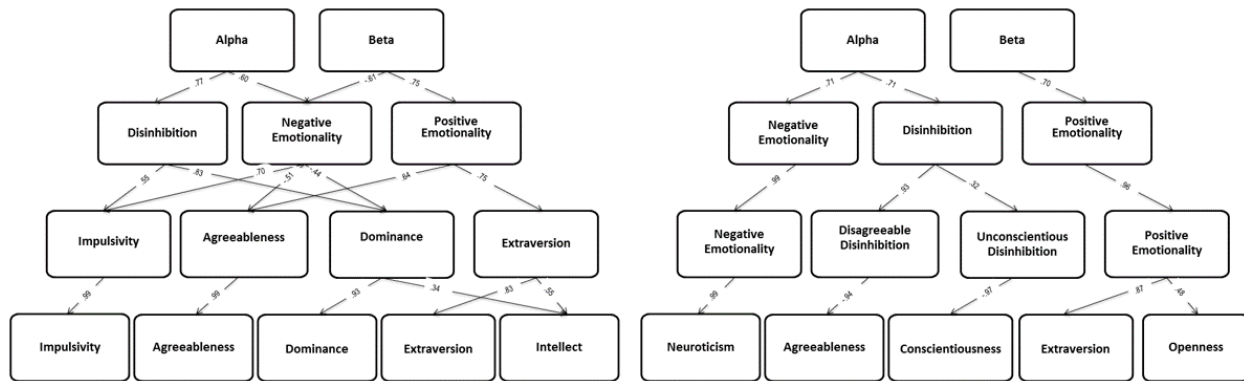 Alpha
Beta
.77
.60
-.61
.75
Disinhibition
Negative
Emotionality
Positive
Emotionality
.55
.83
.70
-.51
-.44
.75
Impulsivity
Agreeableness
Dominance
Extraversion
.99
.99
.93
.34
.83
.55
Impulsivity
Agreeableness
Dominance
Extraversion
Intellect
Alpha
Beta
.71
.71
.70
Negative
Emotionality
Disinhibition
Positive
Emotionality
.99
.93
.32
.96
Negative
Emotionality
Disagreeable
Disinhibition
Unconscientious
Disinhibition
Positive
Emotionality
.99
-.94
-.97
.87
.48
Neuroticism
Agreeableness
Conscientiousness
Extraversion
Openness